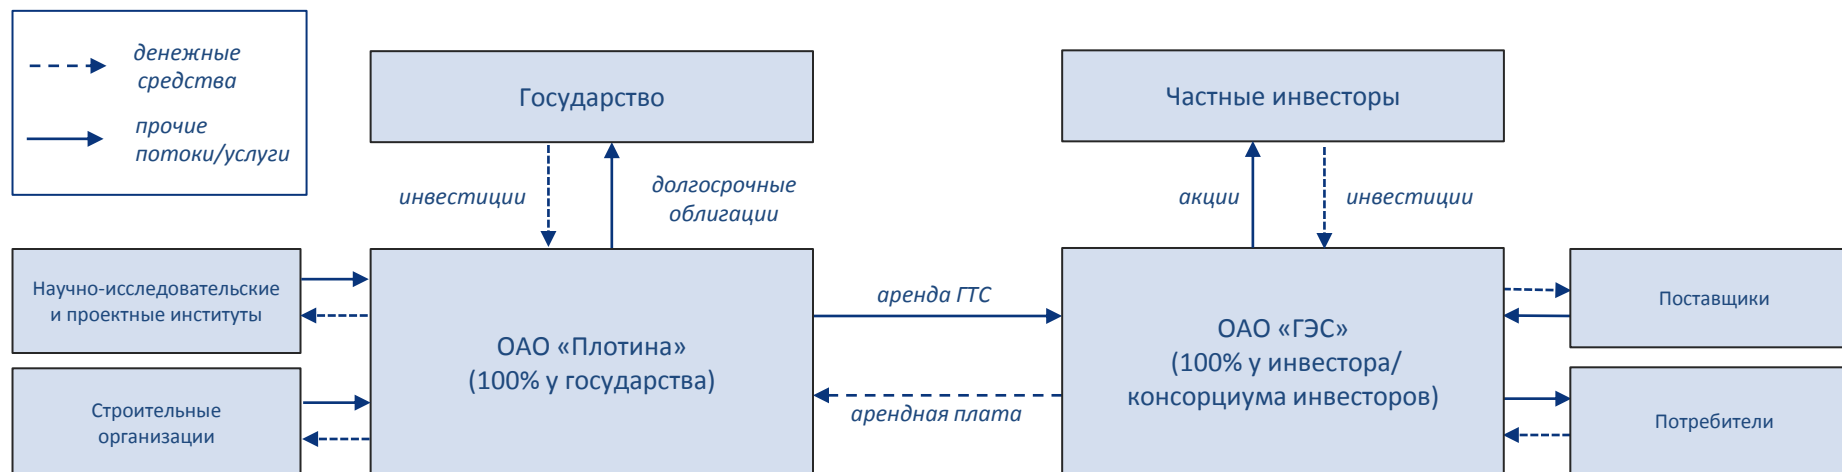 денежные
средства
прочие
потоки/услуги
Государство
Частные инвесторы
инвестиции
долгосрочные
облигации
акции
инвестиции
Научно-исследовательские
и проектные институты
ОАО «Плотина»
(100% у государства)
аренда ГТС
арендная плата
ОАО «ГЭС»
(100% у инвестора/
консорциума инвесторов)
Поставщики
Строительные
организации
Потребители